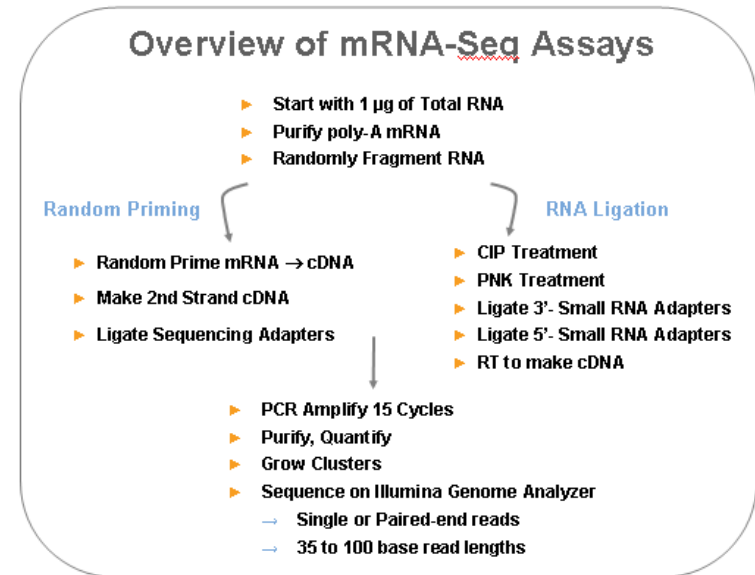 Overview of mRNA-Seq Assays
► Start with 1 µg of Total RNA
► Purify poly-A mRNA
► Randomly Fragment RNA
Random Priming
► Random Prime mRNA → cDNA
► Make 2nd Strand cDNA
► Ligate Sequencing Adapters
RNA Ligation
► CIP Treatment
► PNK Treatment
► Ligate 3'- Small RNA Adapters
► Ligate 5'- Small RNA Adapters
► RT to make cDNA
► PCR Amplify 15 Cycles
► Purify, Quantify
► Grow Clusters
► Sequence on Illumina Genome Analyzer
→ Single or Paired-end reads
→ 35 to 100 base read lengths